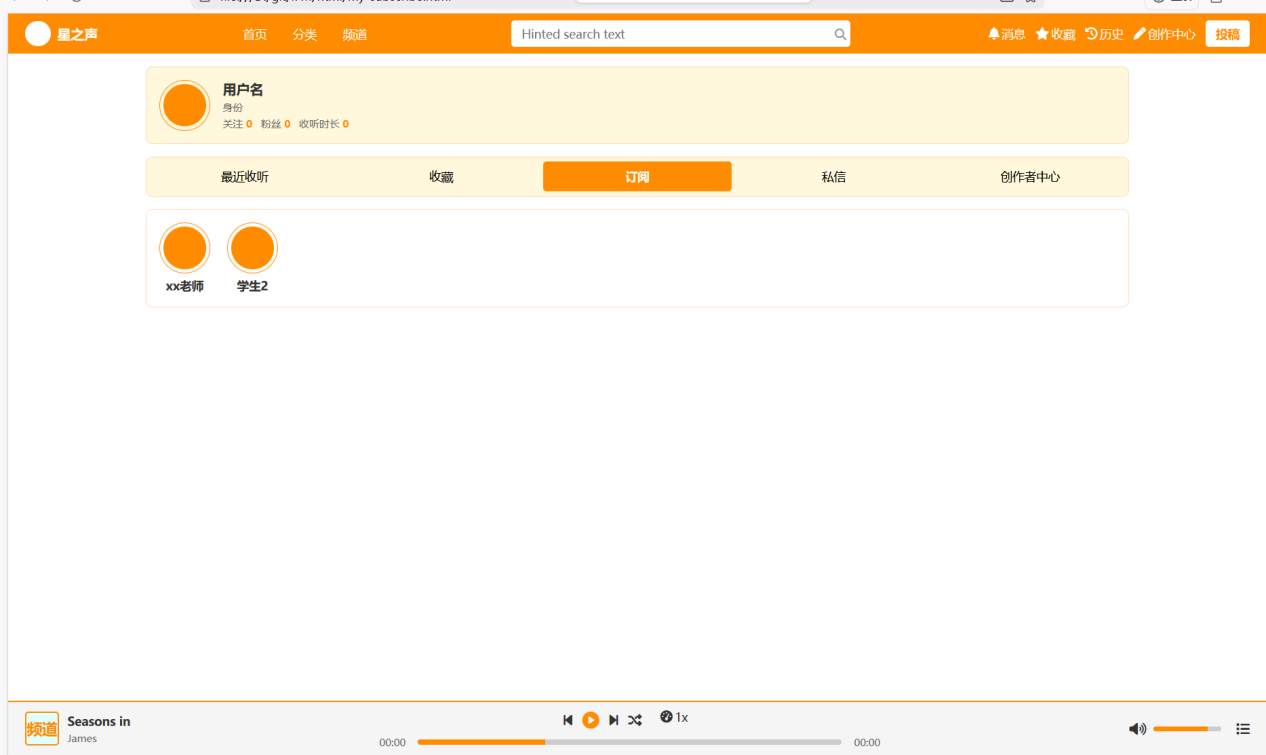 星之声 首页 分类 频道 Hinted search text 消息 收藏 历史 创作中心 投稿
用户名
身份
关注 0 粉丝 0 收听时长 0
最近收听 收藏 订阅 私信 创作者中心
xx老师 学生2
频道 Seasons in
James
1x
00:00 00:00